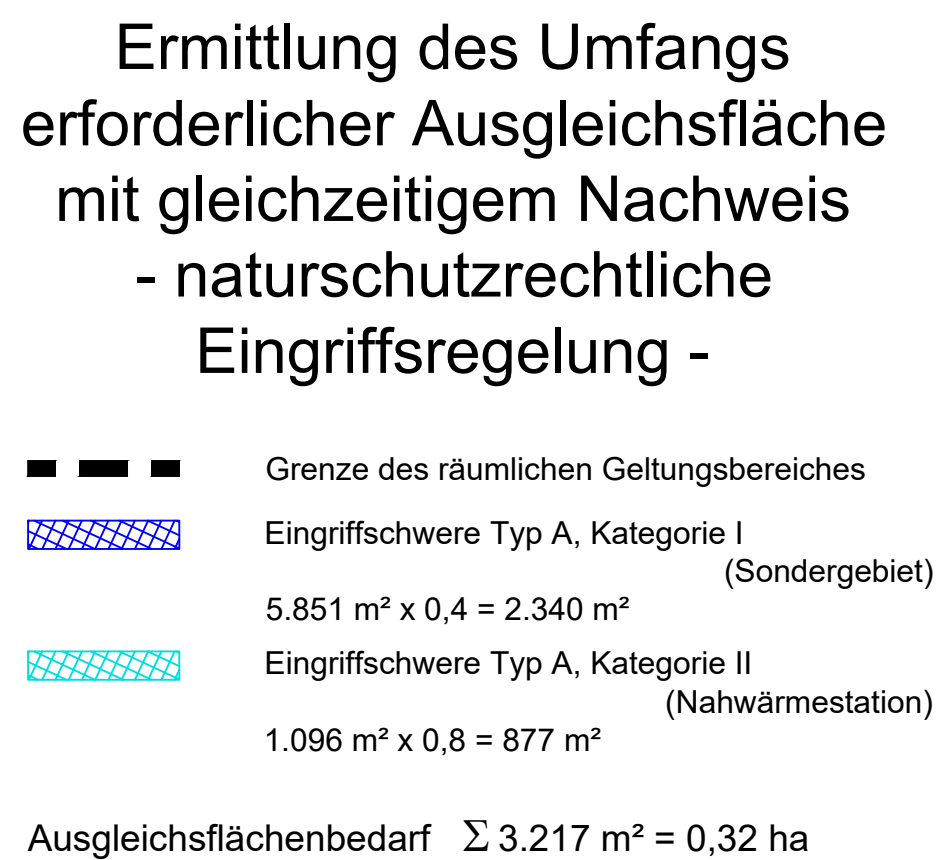 Ermittlung des Umfangs
erforderlicher Ausgleichsfläche
mit gleichzeitigem Nachweis
- naturschutzrechtliche
Eingriffsregelung -
Grenze des räumlichen Geltungsbereiches
Eingriffschwere Typ A, Kategorie I
(Sondergebiet)
5.851 m² x 0,4 = 2.340 m²
Eingriffschwere Typ A, Kategorie II
(Nahwärmestation)
1.096 m² x 0,8 = 877 m²
Ausgleichsflächenbedarf Σ 3.217 m² = 0,32 ha